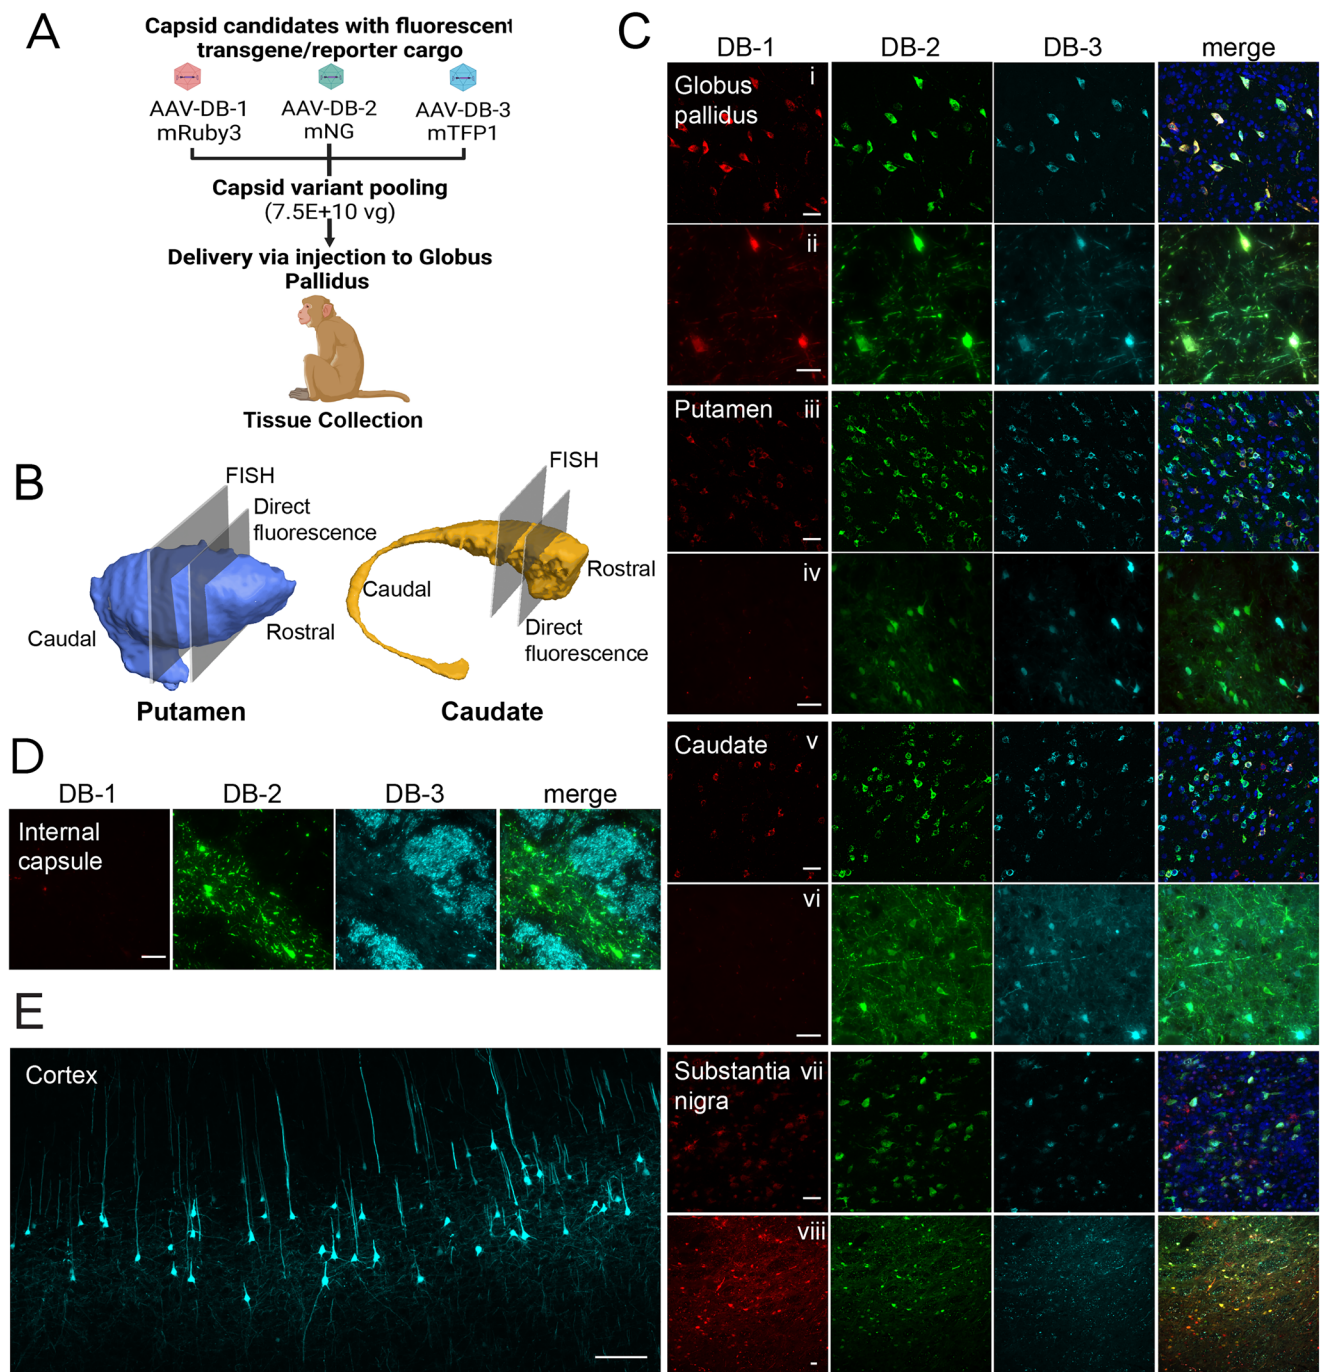 A
Capsid candidates with fluorescent
transgene/reporter cargo
AAV-DB-1
mRuby3
AAV-DB-2
mNG
AAV-DB-3
mTFP1
Capsid variant pooling
(7.5E+10 vg)
Delivery via injection to Globus
Pallidus
Tissue Collection
B
FISH
Direct
fluorescence
Caudal
Rostral
Putamen
FISH
Caudal
Rostral
Direct
fluorescence
Caudate
C
DB-1 DB-2 DB-3 merge
Globus
pallidus
i
ii
Putamen iii
iv
Caudate v
vi
Substantia vii
nigra
viii
D
DB-1 DB-2 DB-3 merge
Internal
capsule
E
Cortex